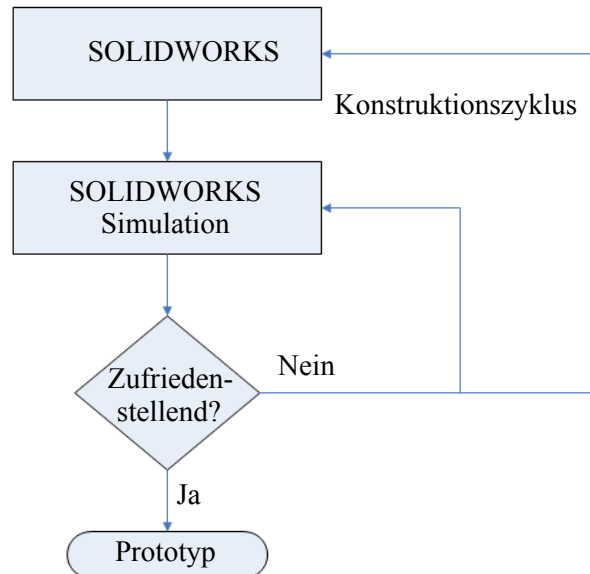 SOLIDWORKS
Konstruktionszyklus
SOLIDWORKS
Simulation
Zufrieden-
stellend?
Nein
Ja
Prototyp